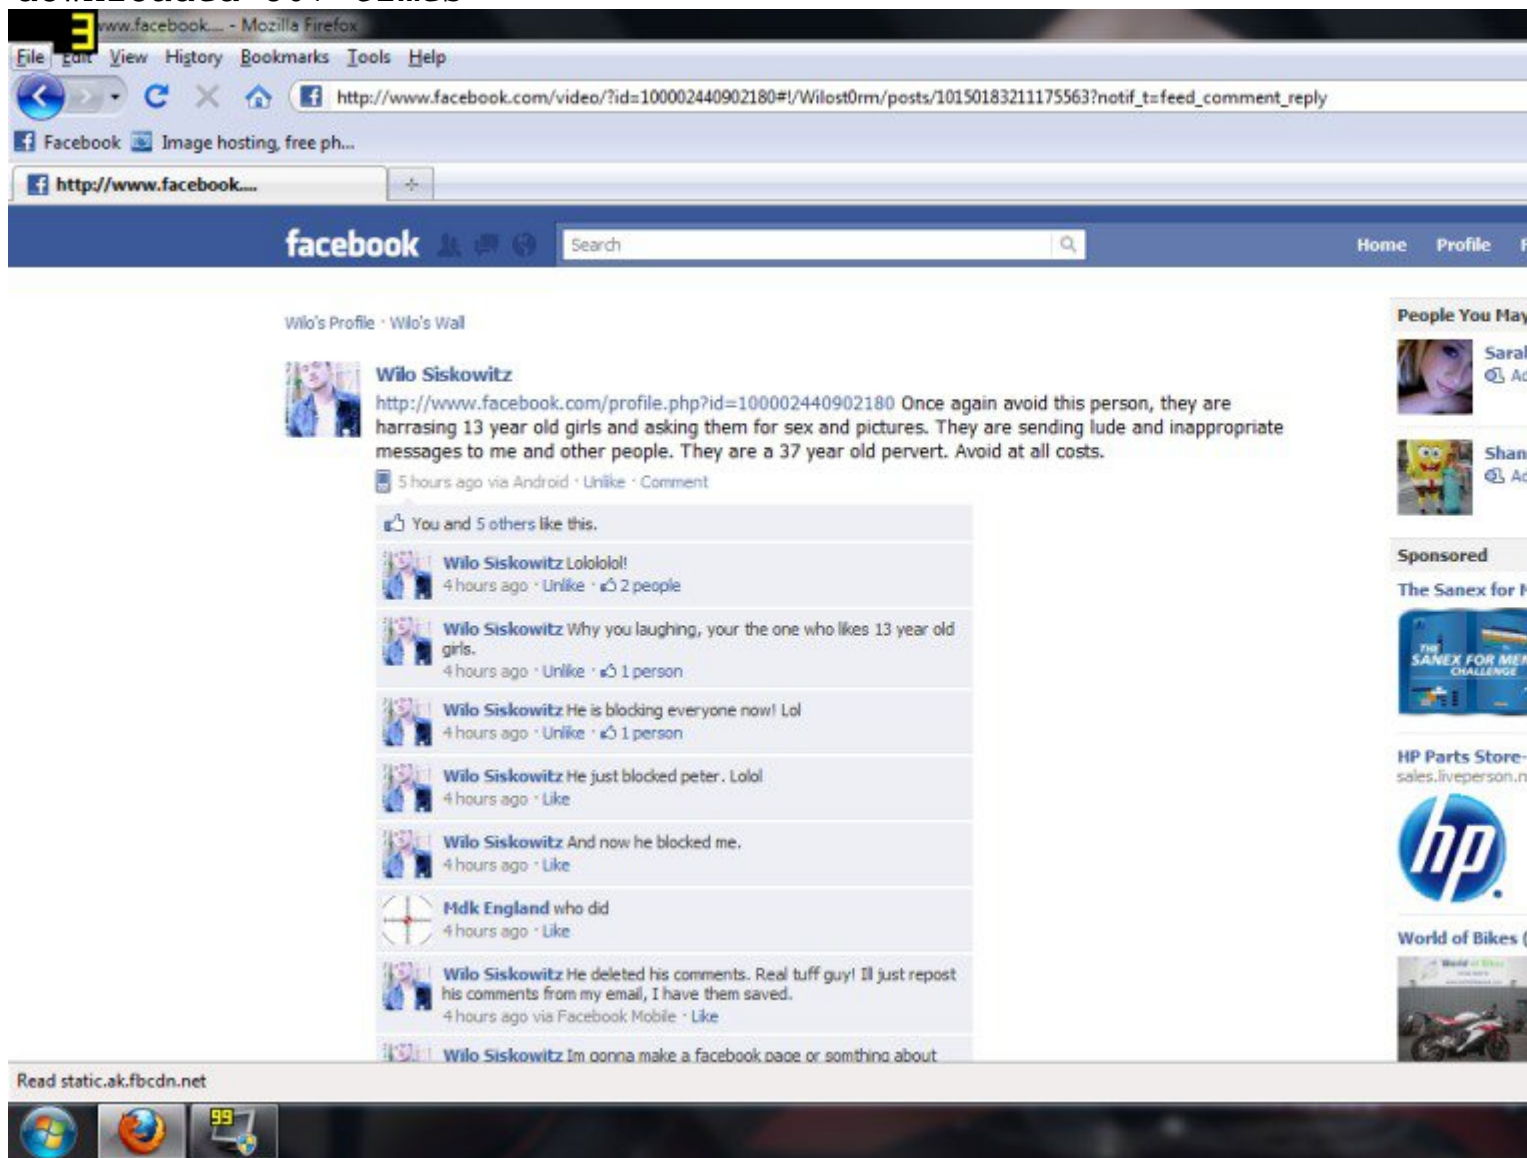 3
www.facebook.... - Mozilla Firefox
File Edit View History Bookmarks Tools Help
http://www.facebook.com/video/?id=100002440902180#!/Wilost0rm/posts/10150183211175563?notif_t=feed_comment_reply
Facebook Image hosting, free ph...
http://www.facebook....
facebook Search Home Profile
Wilo's Profile · Wilo's Wall
People You May
Wilo Siskowitz
http://www.facebook.com/profile.php?id=100002440902180 Once again avoid this person, they are
harrasing 13 year old girls and asking them for sex and pictures. They are sending lude and inappropriate
messages to me and other people. They are a 37 year old pervert. Avoid at all costs.
5 hours ago via Android · Unlike · Comment
You and 5 others like this.
Wilo Siskowitz Lolololol!
4 hours ago · Unlike · 2 people
Wilo Siskowitz Why you laughing, your the one who likes 13 year old
girls.
4 hours ago · Unlike · 1 person
Wilo Siskowitz He is blocking everyone now! Lol
4 hours ago · Unlike · 1 person
Wilo Siskowitz He just blocked peter. Lolol
4 hours ago · Like
Wilo Siskowitz And now he blocked me.
4 hours ago · Like
Mdk England who did
4 hours ago · Like
Wilo Siskowitz He deleted his comments. Real tuff guy! Ill just repost
his comments from my email, I have them saved.
4 hours ago via Facebook Mobile · Like
Wilo Siskowitz Im gonna make a facebook page or somthing about
Sponsored
The Sanex for
THE
SANEX FOR MEN
CHALLENGE
HP Parts Store-
sales.liveperson.n
hp
World of Bikes (
Read static.ak.fbcdn.net
99